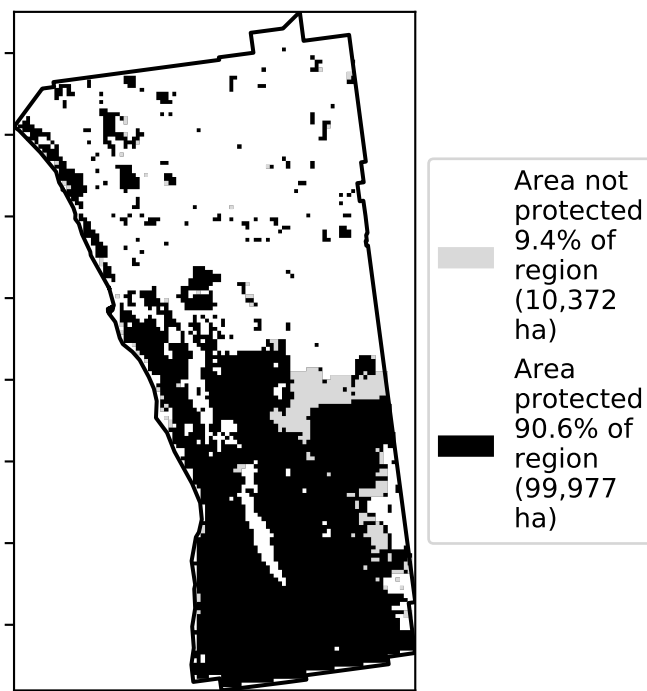 Area not
protected
9.4% of
region
(10,372
ha)
Area
protected
90.6% of
region
(99,977
ha)